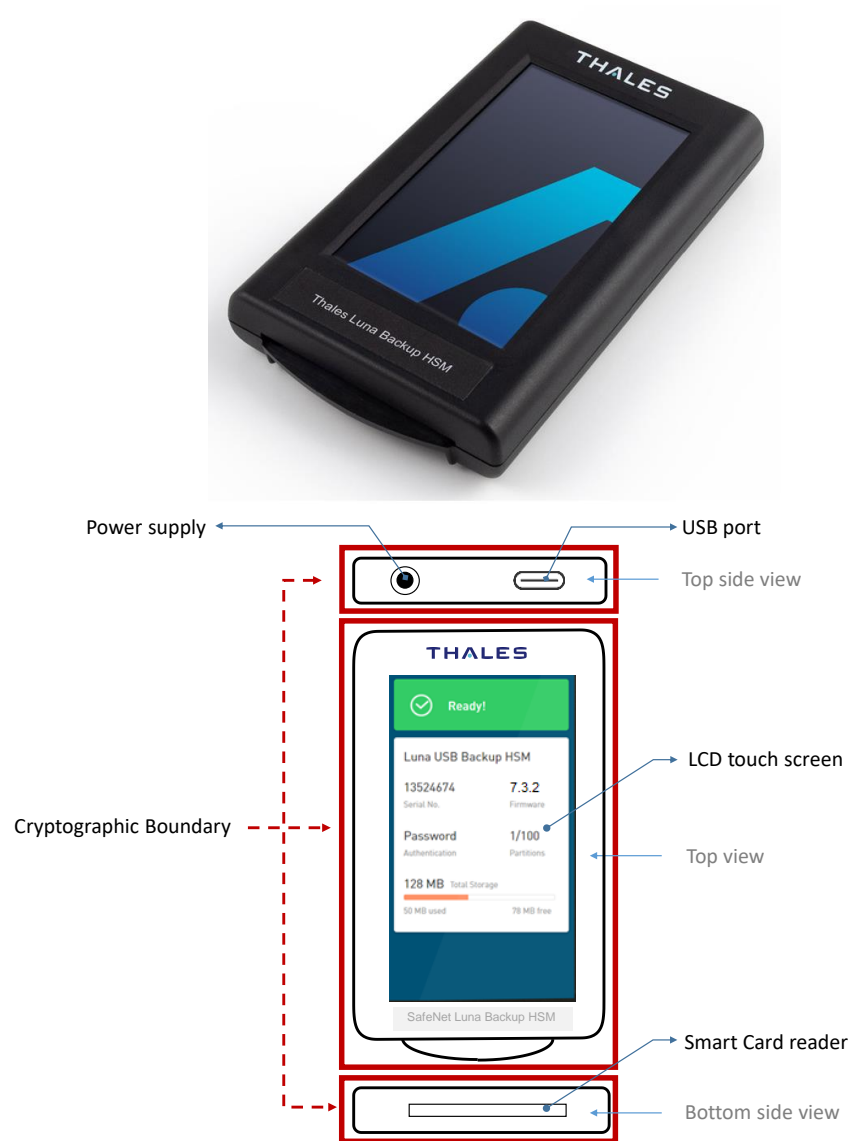 THALES
Thales Luna Backup HSM
Power supply
USB port
Top side view
THALES
Ready!
Luna USB Backup HSM
13524674 7.3.2
Serial No. Firmware
Password 1/100
Authentication Partitions
128 MB Total Storage
50 MB used 78 MB free
LCD touch screen
Cryptographic Boundary
Top view
SafeNet Luna Backup HSM
Smart Card reader
Bottom side view